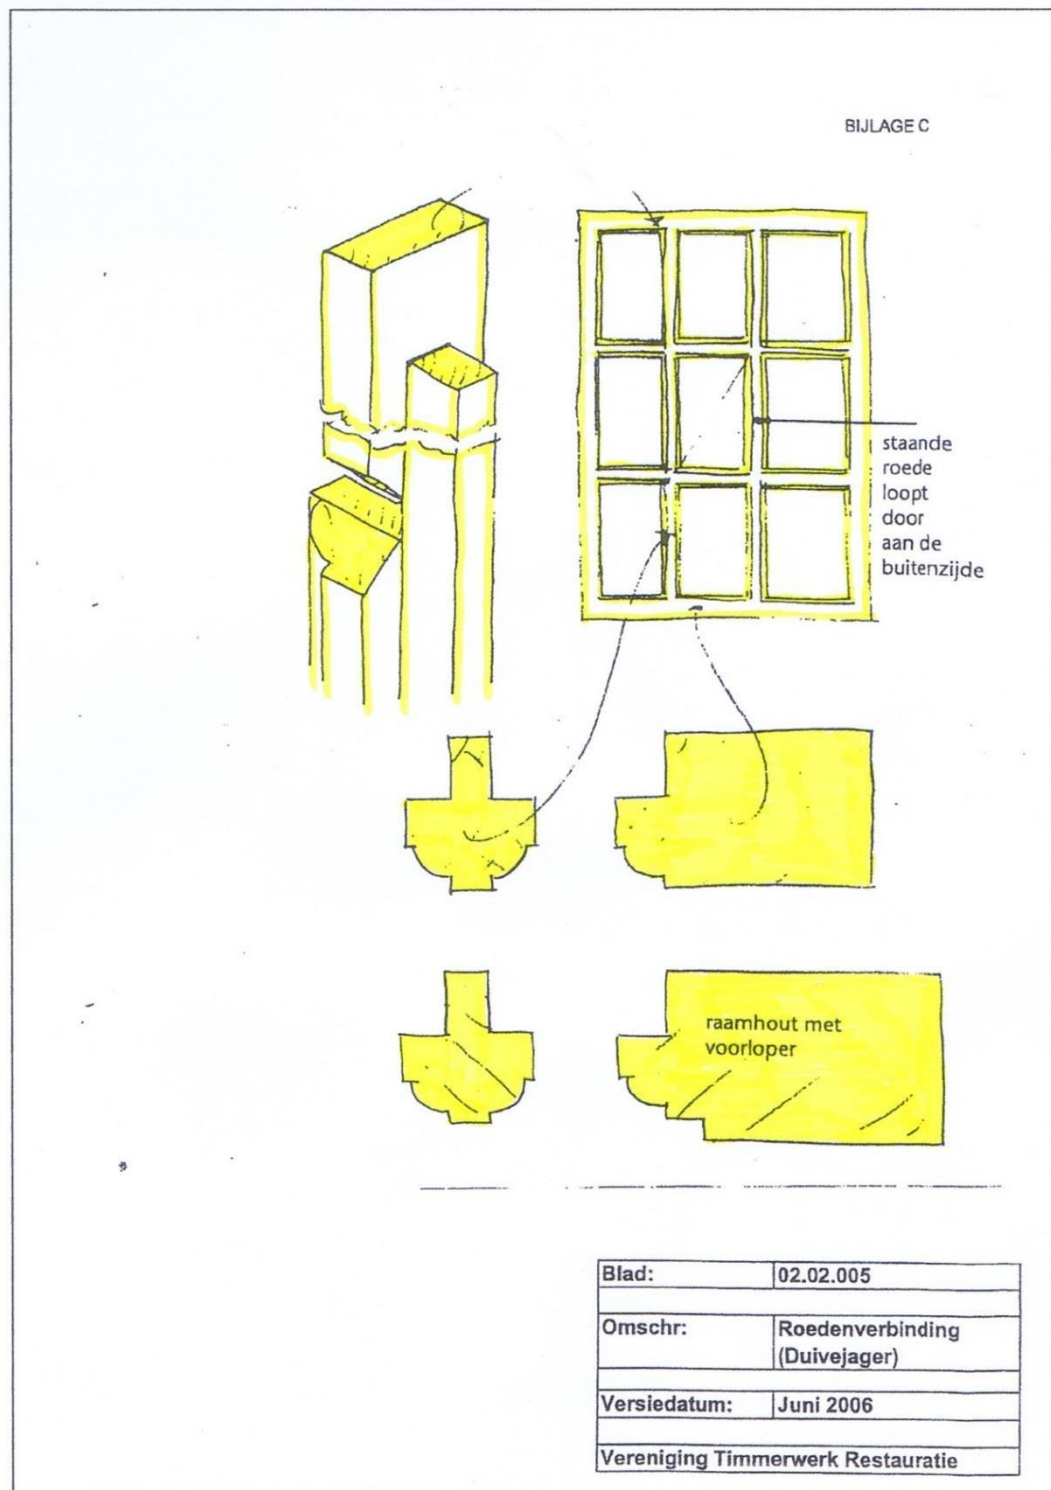 BIJLAGE C
staande
roede
loopt
door
aan de
buitenzijde
raamhout met
voorloper
Blad: 02.02.005
Omschr: Roedenverbinding
(Duivejager)
Versiedatum: Juni 2006
Vereniging Timmerwerk Restauratie